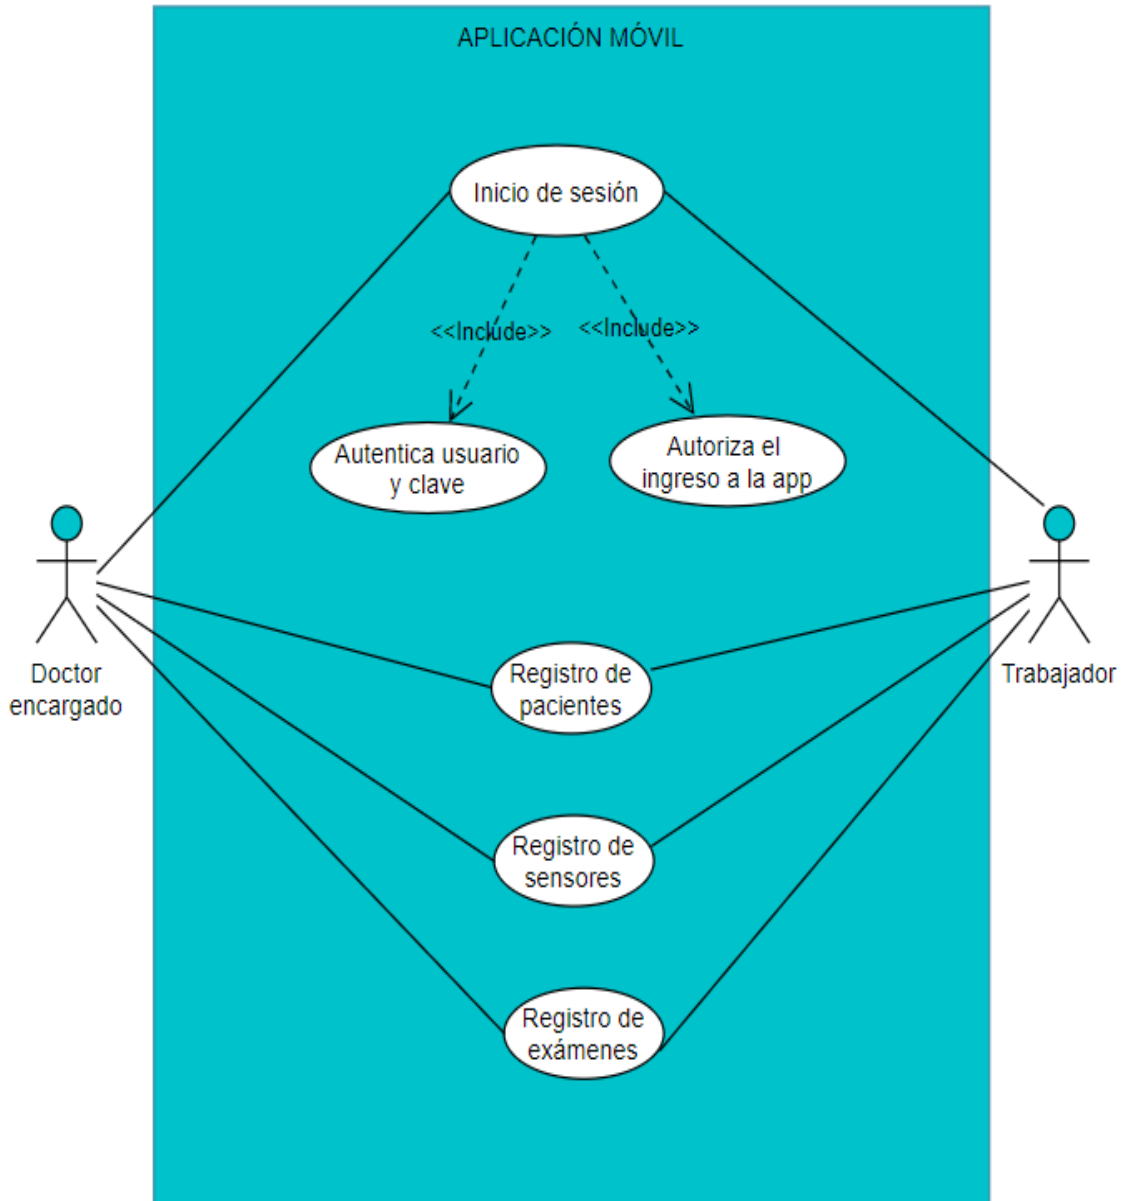 APLICACIÓN MÓVIL
Inicio de sesión
<<Include>>
<<Include>>
Autentica usuario
y clave
Autoriza el
ingreso a la app
Doctor
encargado
Registro de
pacientes
Trabajador
Registro de
sensores
Registro de
exámenes